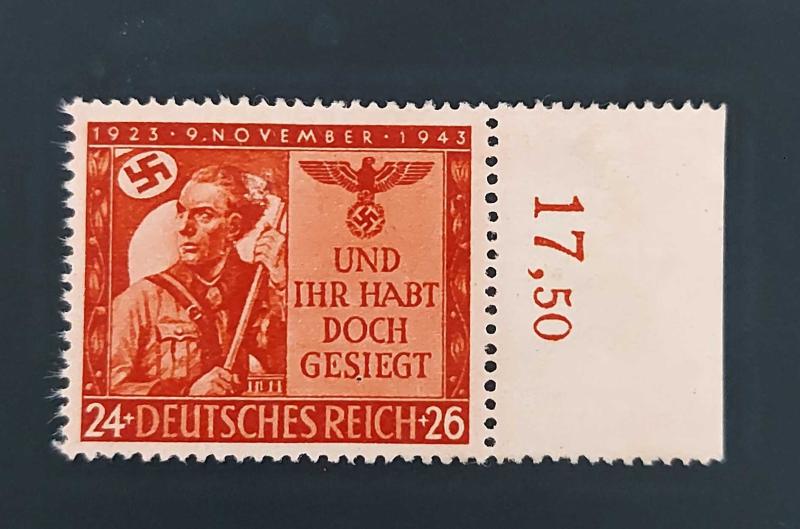 1923 · 9. NOVEMBER · 1943
UND
IHR HABT
DOCH
GESIEGT
24+ DEUTSCHES REICH +26
17,50